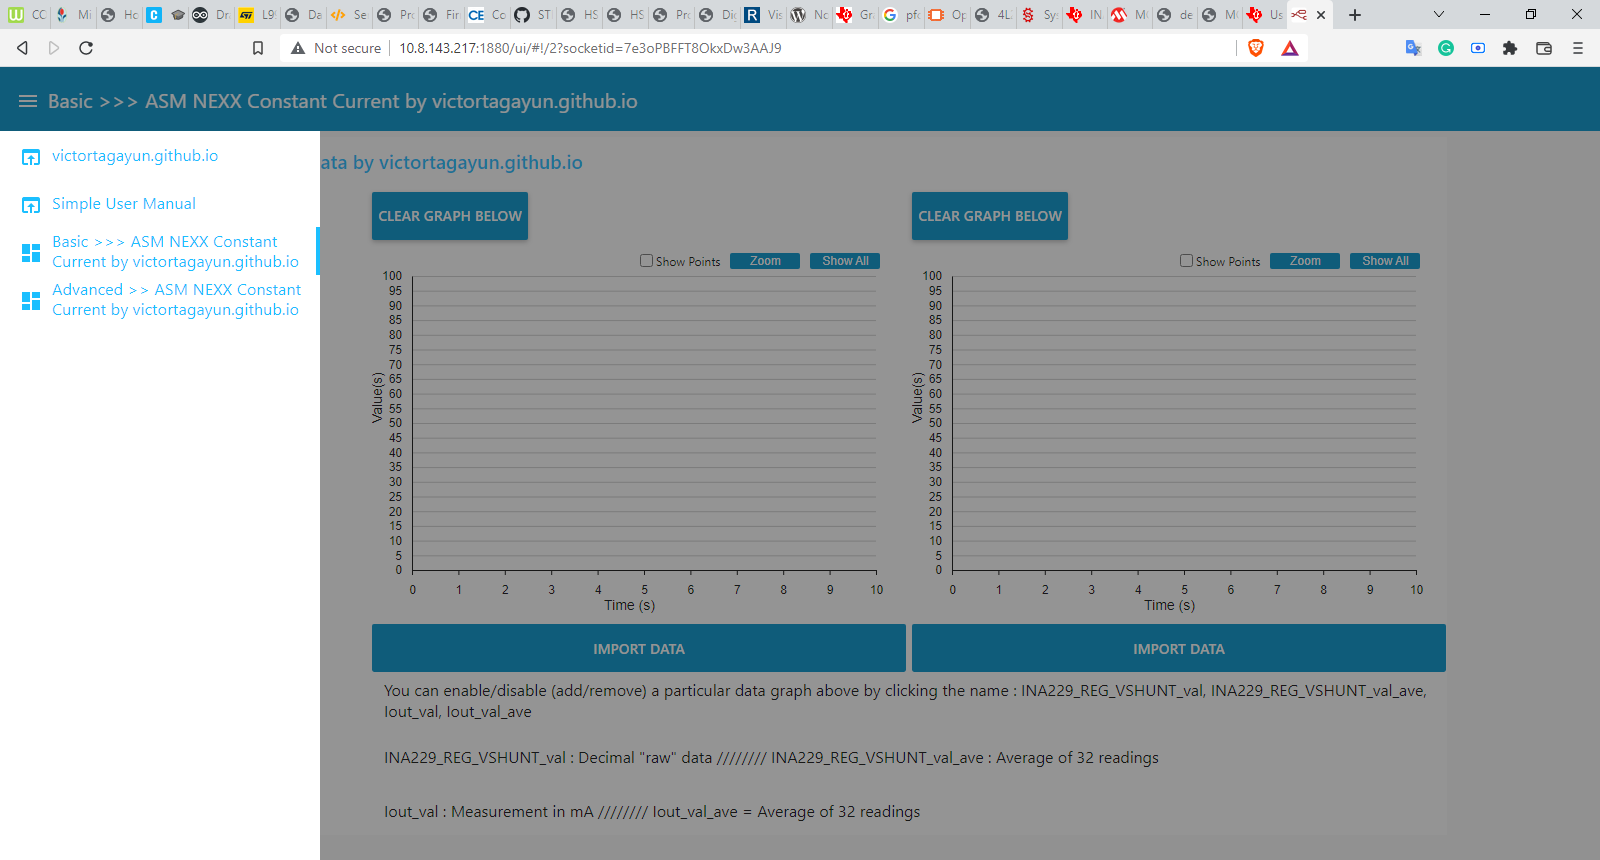 CC
Mi
Ho
Dr
L9
Da
Se
Pro
Fir
Co
ST
HS
HS
Pro
Dic
Vis
No
Gr
pfc
Op
4L
Sys
IN
M
de
M
Us
Not secure
10.8.143.217:1880/ui/#!/2?socketid=7e3oPBFFT8OkxDw3AAJ9
Basic >>> ASM NEXX Constant Current by victortagayun.github.io
victortagayun.github.io
Simple User Manual
Basic >>> ASM NEXX Constant
Current by victortagayun.github.io
Advanced >> ASM NEXX Constant
Current by victortagayun.github.io
ata by victortagayun.github.io
CLEAR GRAPH BELOW
Show Points
Zoom
Show All
100
95
90
85
80
75
70
65
60
55
50
45
40
35
30
25
20
15
10
5
0
Value(s)
0 1 2 3 4 5 6 7 8 9 10
Time (s)
IMPORT DATA
CLEAR GRAPH BELOW
Show Points
Zoom
Show All
100
95
90
85
80
75
70
65
60
55
50
45
40
35
30
25
20
15
10
5
0
Value(s)
0 1 2 3 4 5 6 7 8 9 10
Time (s)
IMPORT DATA
You can enable/disable (add/remove) a particular data graph above by clicking the name : INA229_REG_VSHUNT_val, INA229_REG_VSHUNT_val_ave,
Iout_val, Iout_val_ave
INA229_REG_VSHUNT_val : Decimal "raw" data //////// INA229_REG_VSHUNT_val_ave : Average of 32 readings
Iout_val : Measurement in mA //////// Iout_val_ave = Average of 32 readings